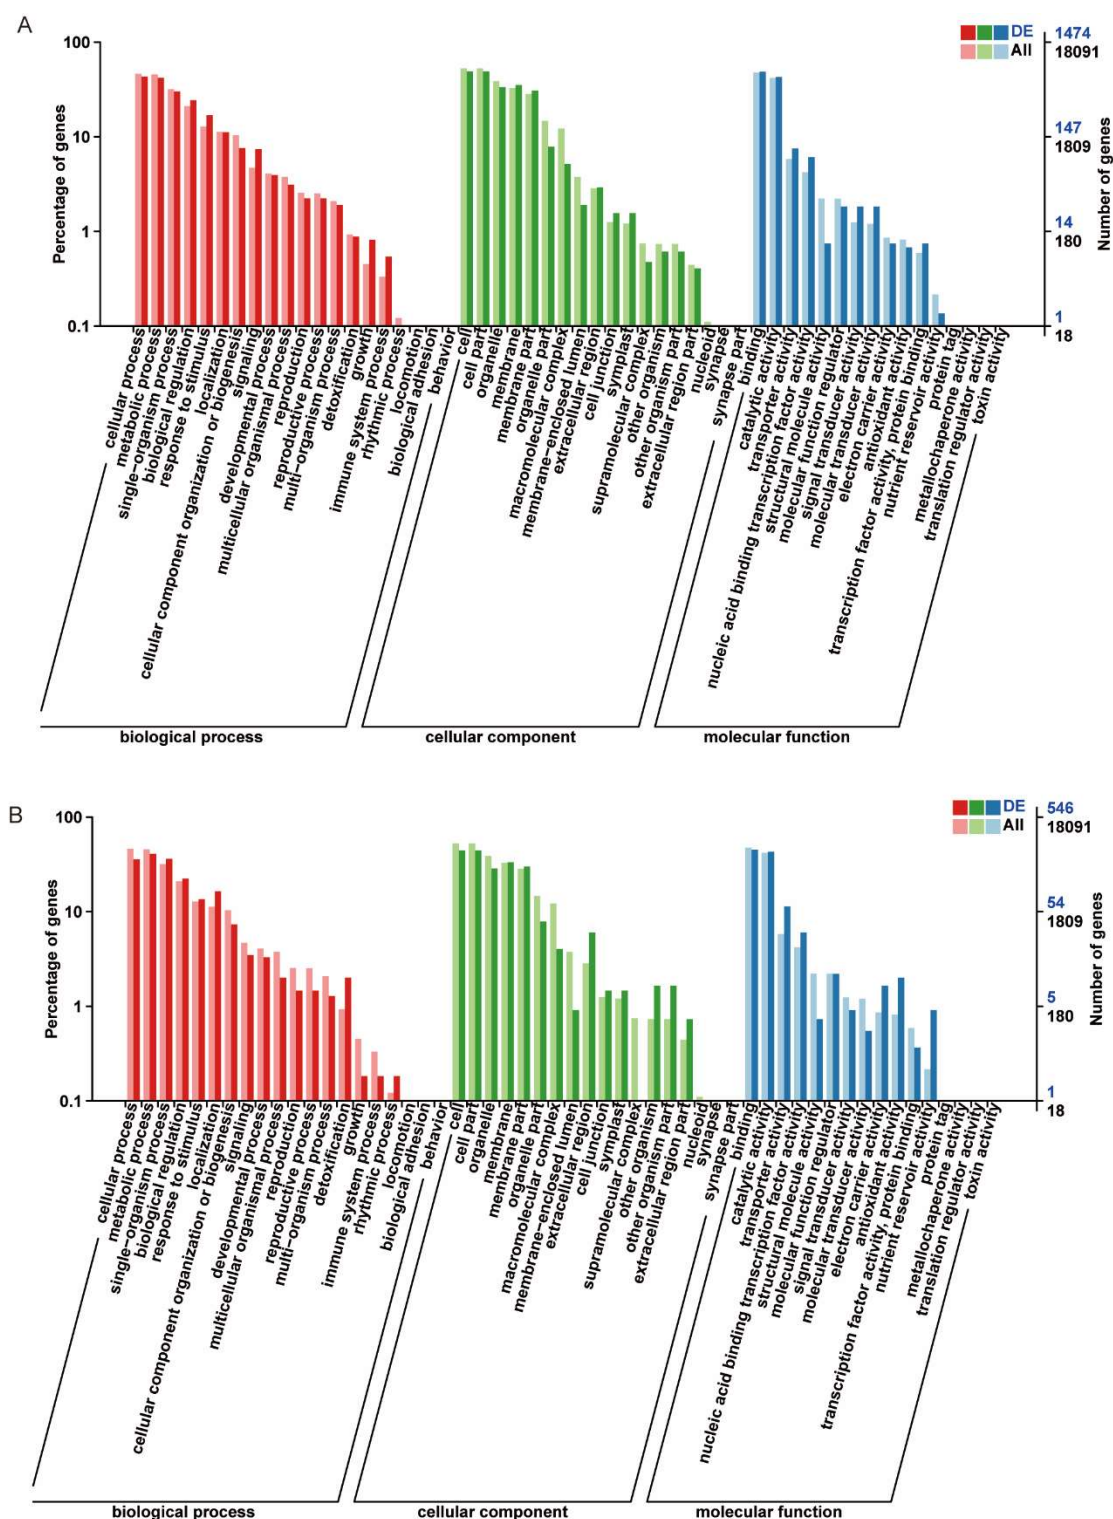 A
DE
All
100
10
1
0.1
Percentage of genes
1474
18091
147
1809
14
180
1
18
Number of genes
cellular process
metabolic process
single-organism process
biological regulation
response to stimulus
localization
cellular component organization or biogenesis
signaling
developmental process
multicellular organismal process
reproduction
reproductive process
multi-organism process
detoxification
growth
immune system process
rhythmic process
locomotion
biological adhesion
behavior
cell
cell part
organelle
membrane
membrane part
organelle part
macromolecular complex
membrane-enclosed lumen
extracellular region
cell junction
symplast
supramolecular complex
other organism
other organism part
extracellular region part
nucleoid
synapse
synapse part
binding
catalytic activity
transporter activity
nucleic acid binding transcription factor activity
structural molecule activity
molecular function regulator
signal transducer activity
molecular transducer activity
electron carrier activity
antioxidant activity
transcription factor activity, protein binding
nutrient reservoir activity
protein tag
metallochaperone activity
translation regulator activity
toxin activity
biological process
cellular component
molecular function
B
DE
All
100
10
1
0.1
Percentage of genes
546
18091
54
1809
5
180
1
18
Number of genes
cellular process
metabolic process
single-organism process
biological regulation
response to stimulus
localization
cellular component organization or biogenesis
signaling
developmental process
multicellular organismal process
reproduction
reproductive process
multi-organism process
detoxification
growth
immune system process
rhythmic process
locomotion
biological adhesion
behavior
cell
cell part
organelle
membrane
membrane part
organelle part
macromolecular complex
membrane-enclosed lumen
extracellular region
cell junction
symplast
supramolecular complex
other organism
other organism part
extracellular region part
nucleoid
synapse
synapse part
binding
catalytic activity
transporter activity
nucleic acid binding transcription factor activity
structural molecule activity
molecular function regulator
signal transducer activity
molecular transducer activity
electron carrier activity
antioxidant activity
transcription factor activity, protein binding
nutrient reservoir activity
protein tag
metallochaperone activity
translation regulator activity
toxin activity
biological process
cellular component
molecular function